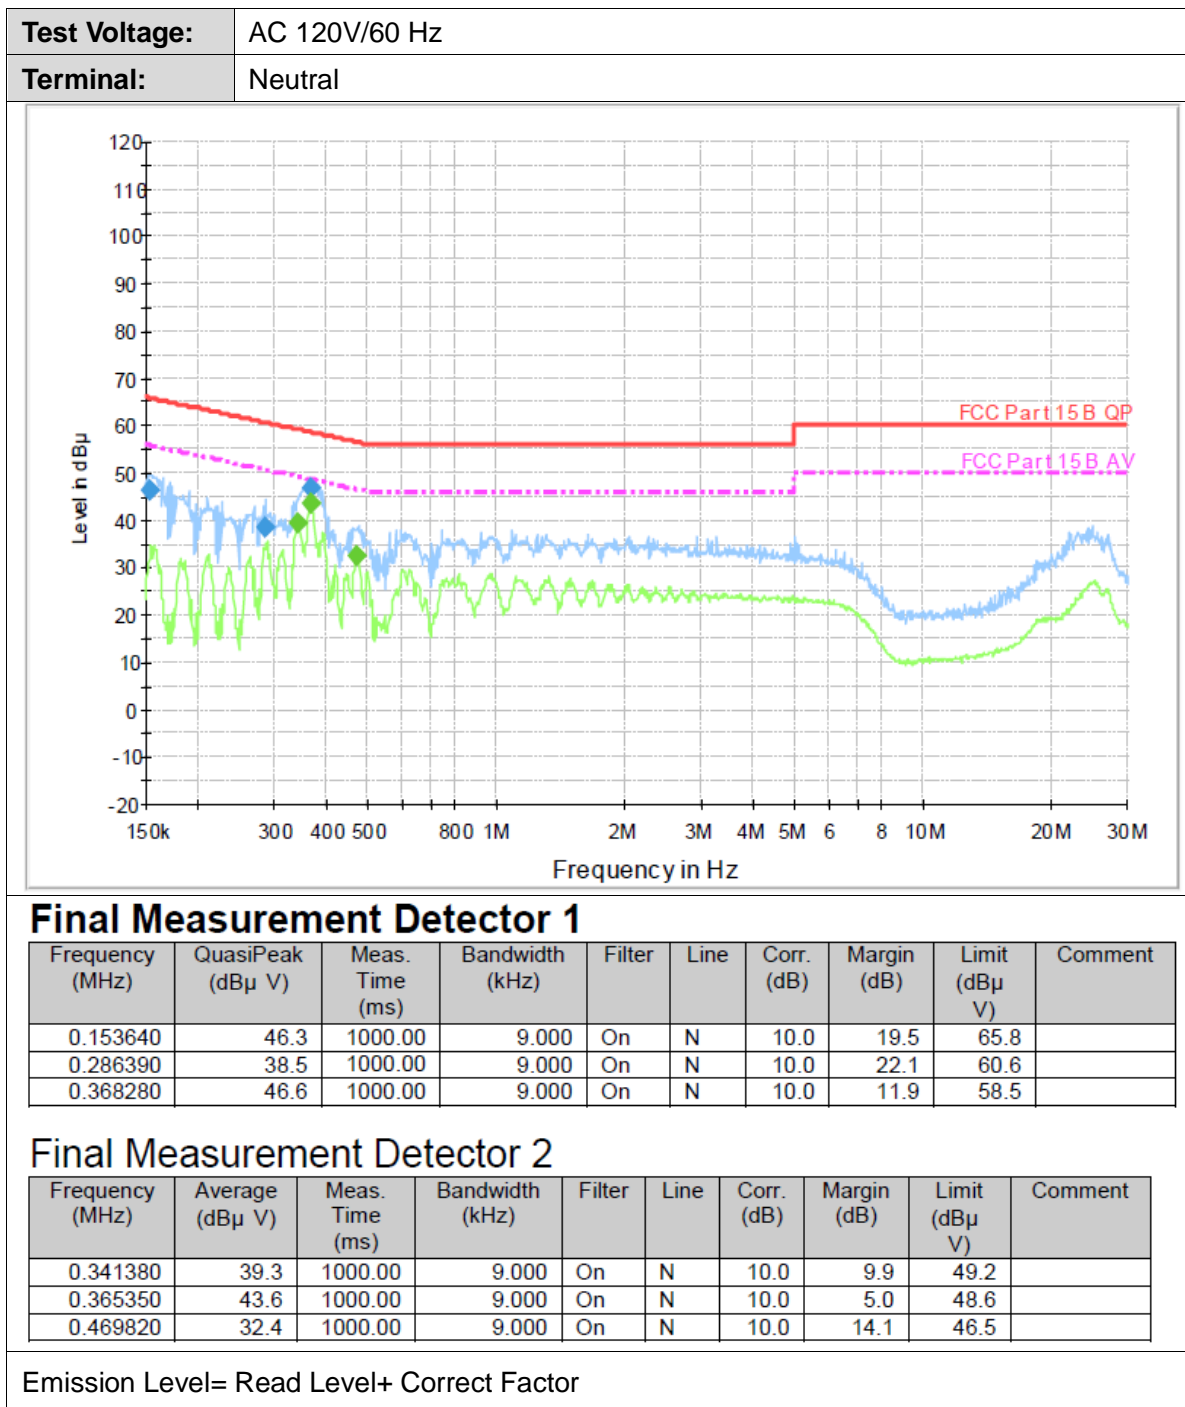 Test Voltage: AC 120V/60 Hz
Terminal: Neutral
120
110
100
90
80
70
60
50
40
30
20
10
0
-10
-20
Level in dBµ
FCC Part 15 B QP
FCC Part 15 B AV
150k 300 400 500 800 1M 2M 3M 4M 5M 6 8 10M 20M 30M
Frequency in Hz
Final Measurement Detector 1
Frequency (MHz) QuasiPeak (dBµ V) Meas. Time (ms) Bandwidth (kHz) Filter Line Corr. (dB) Margin (dB) Limit (dBµ V) Comment
0.153640 46.3 1000.00 9.000 On N 10.0 19.5 65.8
0.286390 38.5 1000.00 9.000 On N 10.0 22.1 60.6
0.368280 46.6 1000.00 9.000 On N 10.0 11.9 58.5
Final Measurement Detector 2
Frequency (MHz) Average (dBµ V) Meas. Time (ms) Bandwidth (kHz) Filter Line Corr. (dB) Margin (dB) Limit (dBµ V) Comment
0.341380 39.3 1000.00 9.000 On N 10.0 9.9 49.2
0.365350 43.6 1000.00 9.000 On N 10.0 5.0 48.6
0.469820 32.4 1000.00 9.000 On N 10.0 14.1 46.5
Emission Level= Read Level+ Correct Factor